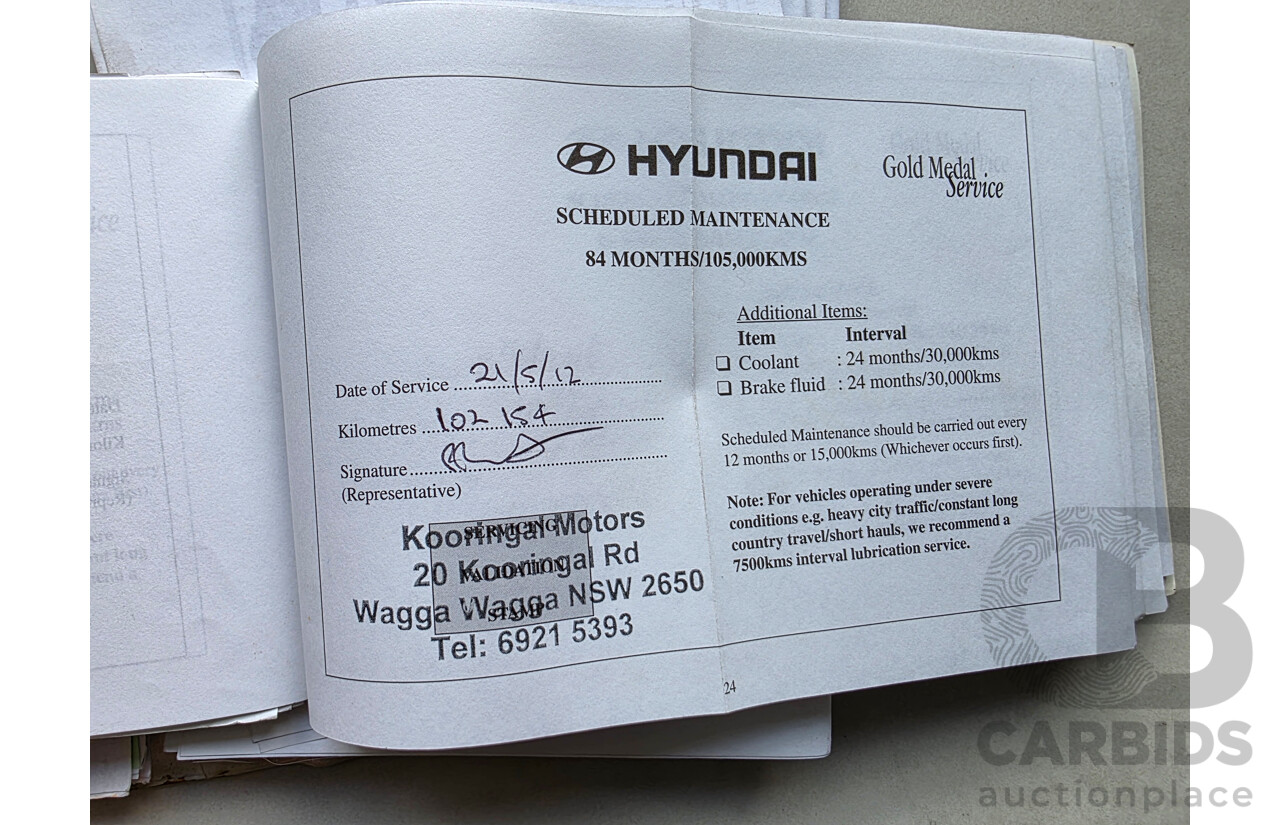 HYUNDAI
Gold Medal
Service
SCHEDULED MAINTENANCE
84 MONTHS/105,000KMS
Additional Items:
Item Interval
Coolant : 24 months/30,000kms
Brake fluid : 24 months/30,000kms
Date of Service 21/5/12
Kilometres 102 154
Signature
(Representative)
Scheduled Maintenance should be carried out every
12 months or 15,000kms (Whichever occurs first).
Note: For vehicles operating under severe
conditions e.g. heavy city traffic/constant long
country travel/short hauls, we recommend a
7500kms interval lubrication service.
SERVICING
VALIDATION
STAMP
Kooringal Motors
20 Kooringal Rd
Wagga Wagga NSW 2650
Tel: 6921 5393
24
CARBIDS
auctionplace